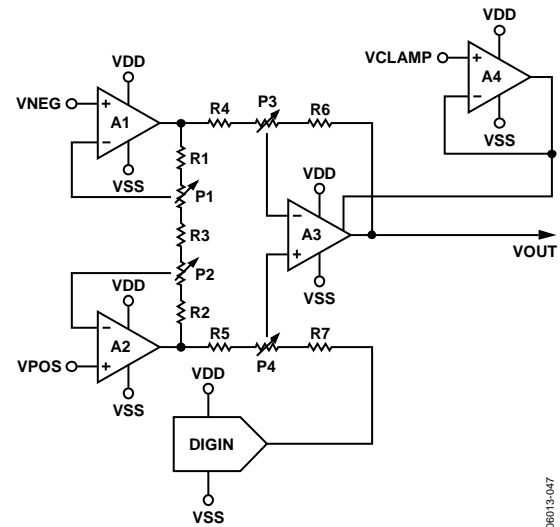 VDD
VCLAMP
+
A4
−
VSS
VDD
VNEG
+
A1
−
VSS
R4
P3
R6
R1
P1
R3
P2
R2
VDD
−
A3
+
VSS
VOUT
VDD
−
A2
VPOS
+
VSS
R5
P4
R7
VDD
DIGIN
VSS
06013-047